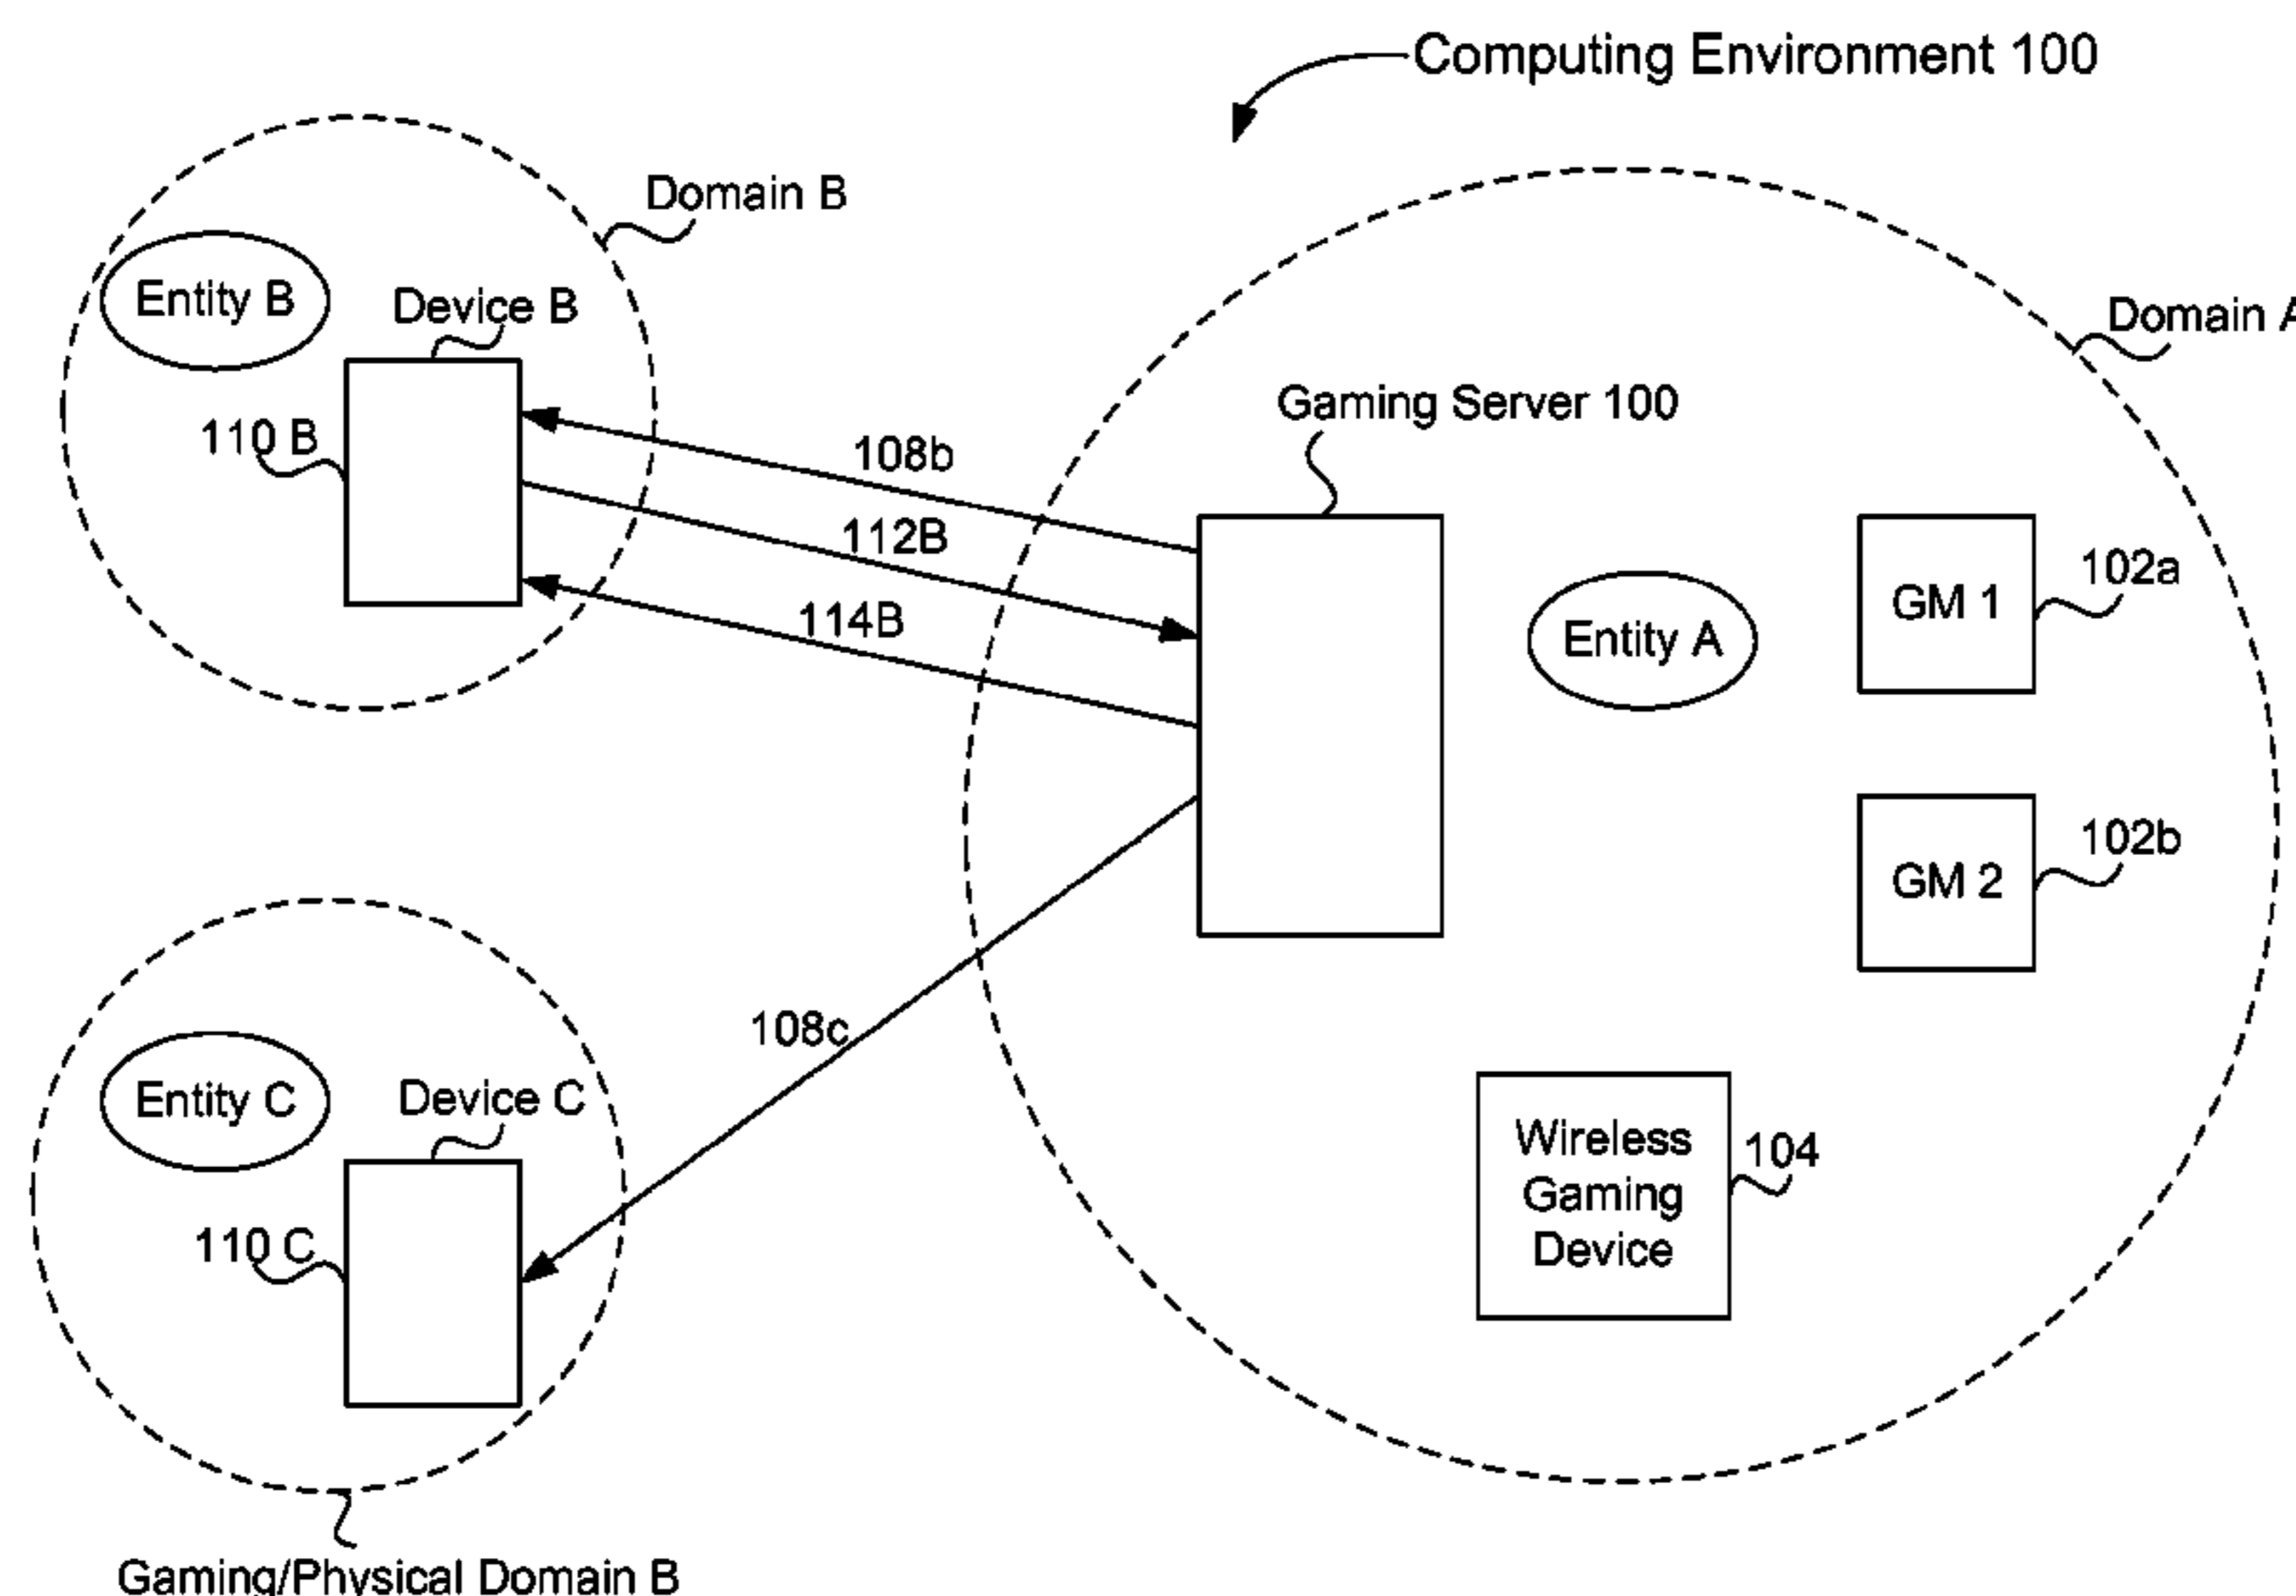 Computing Environment 100
Domain B
Entity B
Device B
110 B
108b
112B
114B
Domain A
Gaming Server 100
Entity A
GM 1
102a
GM 2
102b
108c
Entity C
Device C
110 C
Wireless
Gaming
Device
104
Gaming/Physical Domain B